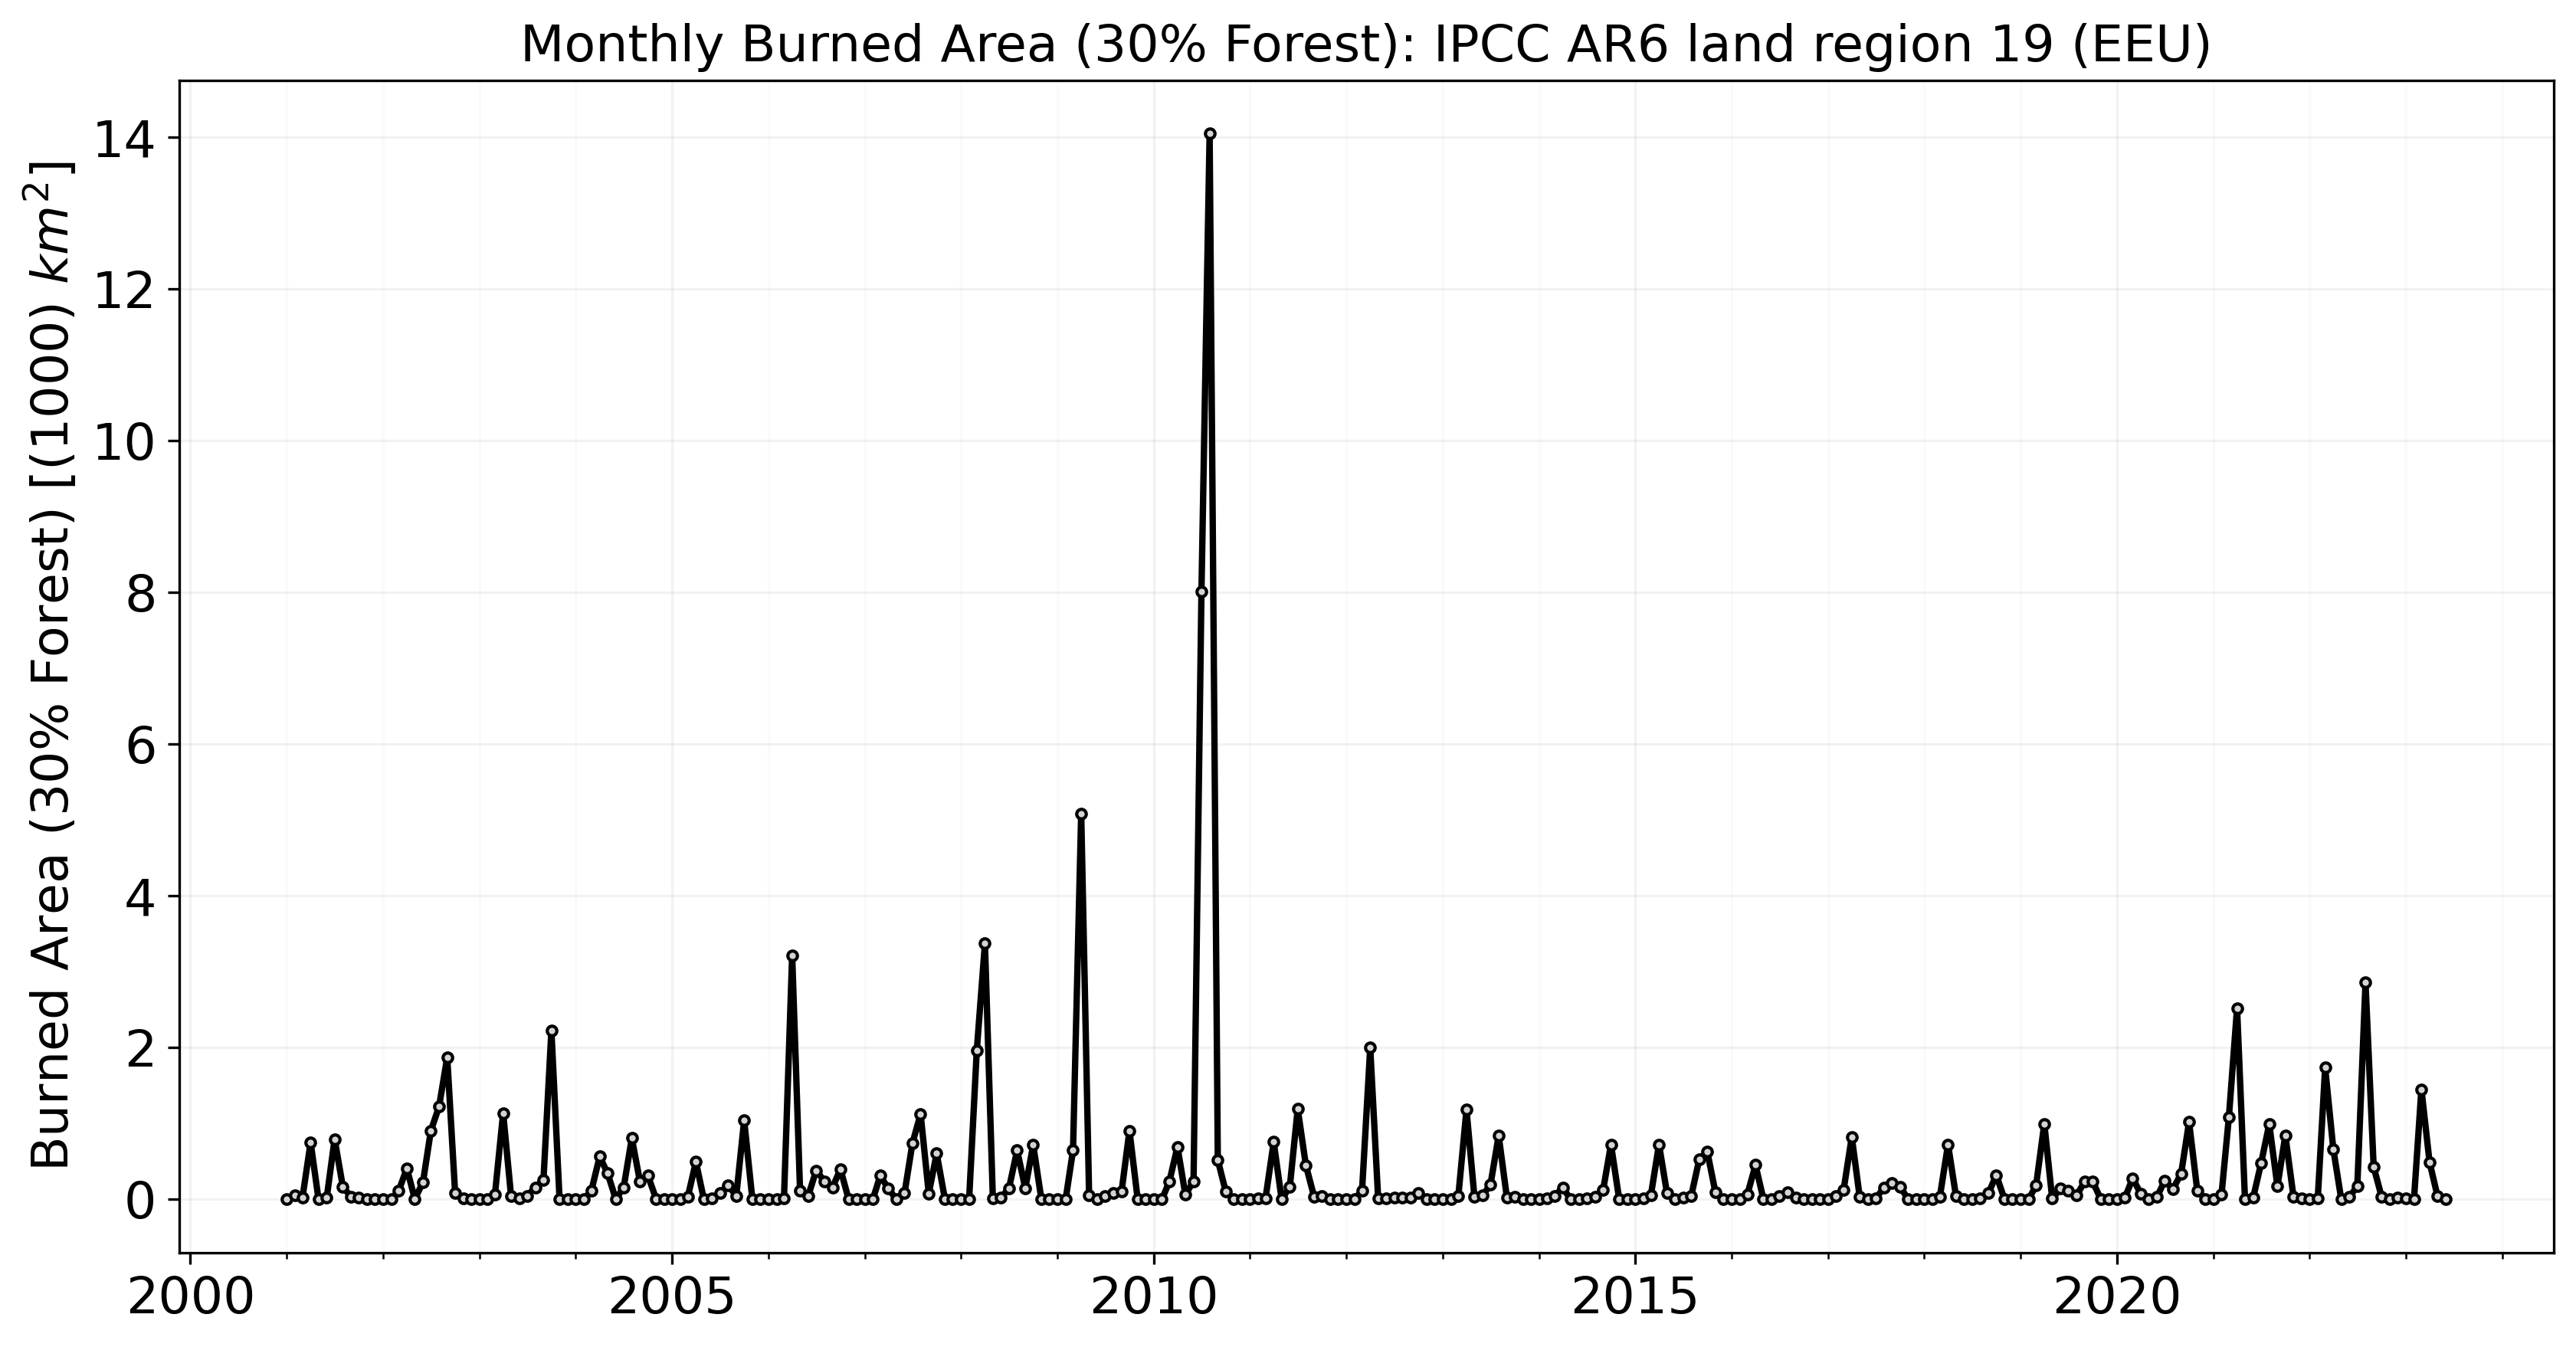 Monthly Burned Area (30% Forest): IPCC AR6 land region 19 (EEU)
Burned Area (30% Forest) [(1000) km²]
14
12
10
8
6
4
2
0
2000 2005 2010 2015 2020